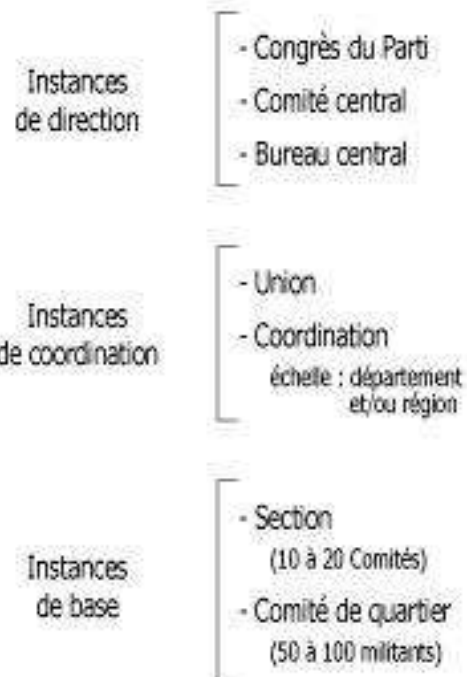 Instances
de direction
- Congrès du Parti
- Comité central
- Bureau central
Instances
de coordination
- Union
- Coordination
échelle : département
et/ou région
Instances
de base
- Section
(10 à 20 Comités)
- Comité de quartier
(50 à 100 militants)